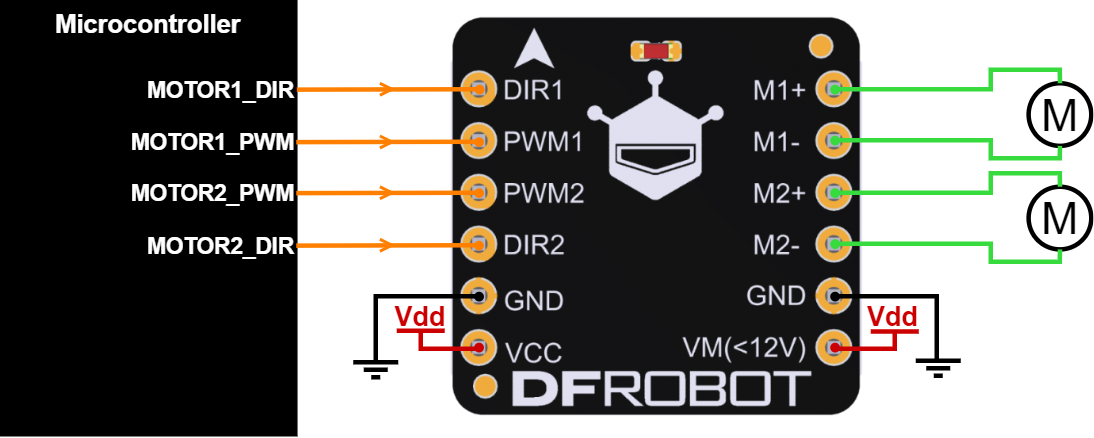 Microcontroller
MOTOR1_DIR
MOTOR1_PWM
MOTOR2_PWM
MOTOR2_DIR
DIR1
PWM1
PWM2
DIR2
GND
VCC
Vdd
M1+
M1-
M2+
M2-
GND
VM(<12V)
Vdd
M
M
DFROBOT